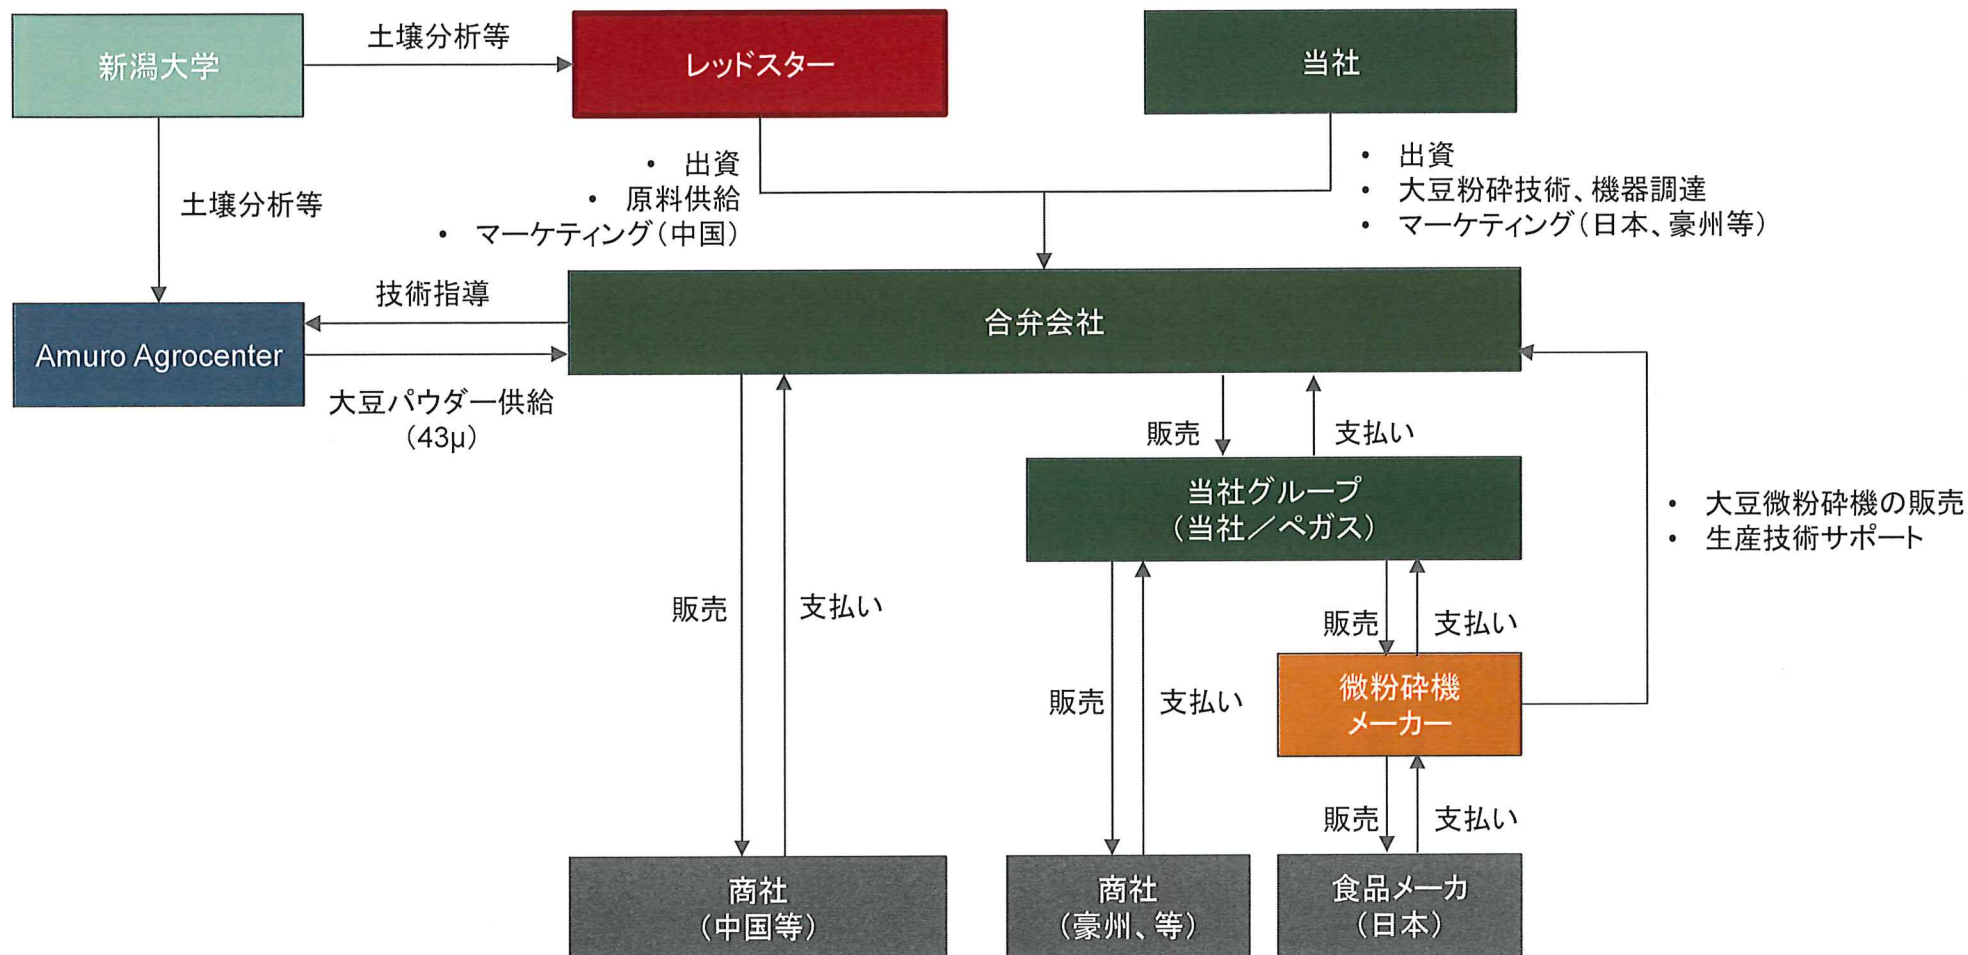 新潟大学
土壌分析等
レッドスター
当社
土壌分析等
• 出資
• 原料供給
• マーケティング（中国）
• 出資
• 大豆粉砕技術、機器調達
• マーケティング（日本、豪州等）
Amuro Agrocenter
技術指導
大豆パウダー供給
（43μ）
合弁会社
販売
支払い
当社グループ
（当社／ペガス）
• 大豆微粉砕機の販売
• 生産技術サポート
販売
支払い
販売
支払い
販売
支払い
微粉砕機
メーカー
販売
支払い
商社
（中国等）
商社
（豪州、等）
食品メーカ
（日本）